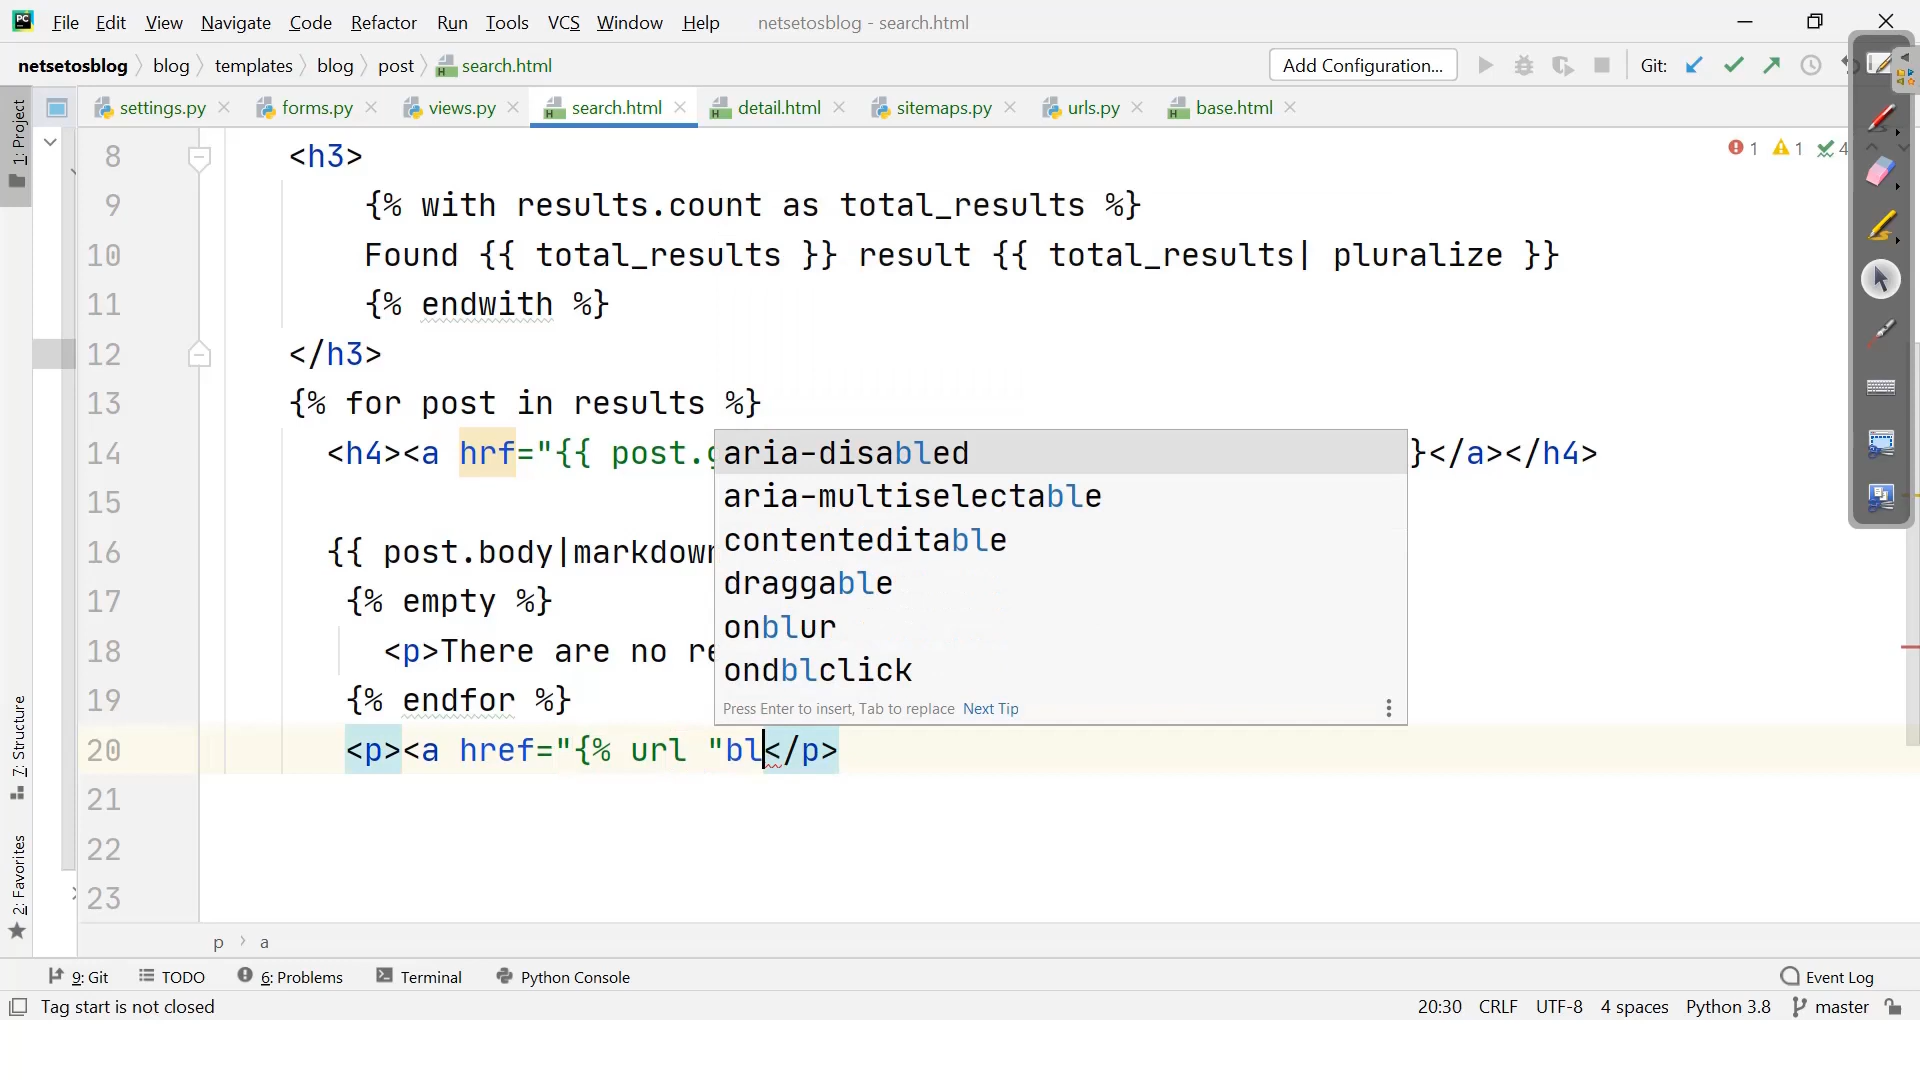 File Edit View Navigate Code Refactor Run Tools VCS Window Help netsetosblog - search.html
netsetosblog blog templates blog post search.html Add Configuration... Git:
settings.py forms.py views.py search.html detail.html sitemaps.py urls.py base.html
1: Project
7: Structure
2: Favorites
1 1 4
8 <h3>
9 {% with results.count as total_results %}
10 Found {{ total_results }} result {{ total_results| pluralize }}
11 {% endwith %}
12 </h3>
13 {% for post in results %}
14 <h4><a hrf="{{ post. }</a></h4>
15
16 {{ post.body|markdown
17 {% empty %}
18 <p>There are no re
19 {% endfor %}
20 <p><a href="{% url "bl</p>
21
22
23
aria-disabled
aria-multiselectable
contenteditable
draggable
onblur
ondblclick
Press Enter to insert, Tab to replace Next Tip
p a
9: Git TODO 6: Problems Terminal Python Console Event Log
Tag start is not closed 20:30 CRLF UTF-8 4 spaces Python 3.8 master